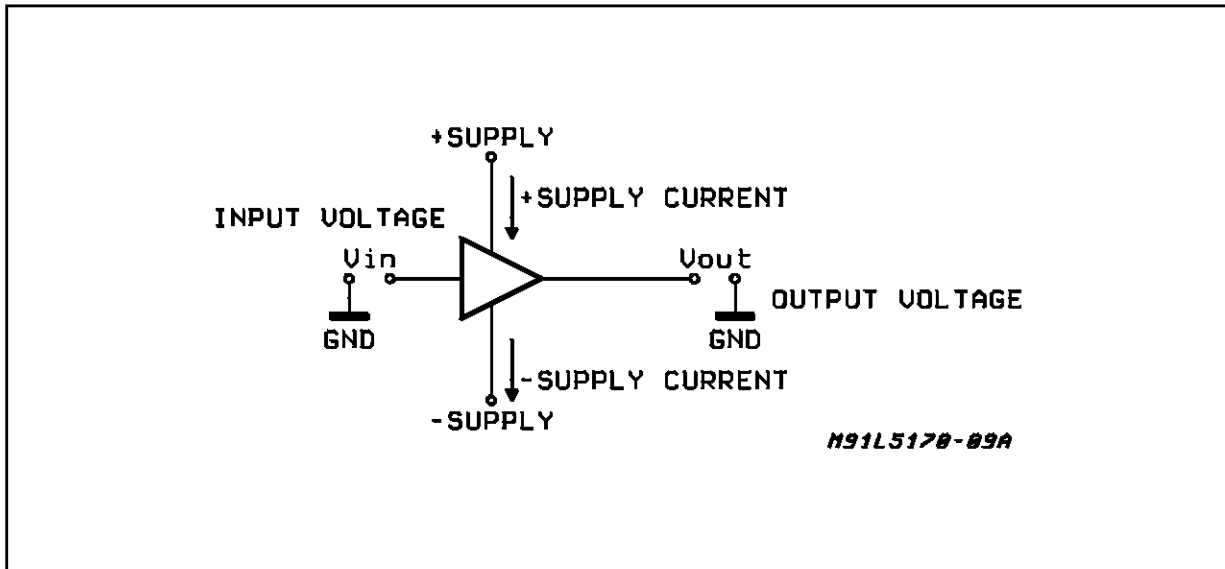 +SUPPLY
+SUPPLY CURRENT
INPUT VOLTAGE
Vin
Vout
OUTPUT VOLTAGE
GND
GND
-SUPPLY CURRENT
-SUPPLY
M91L5170-09A